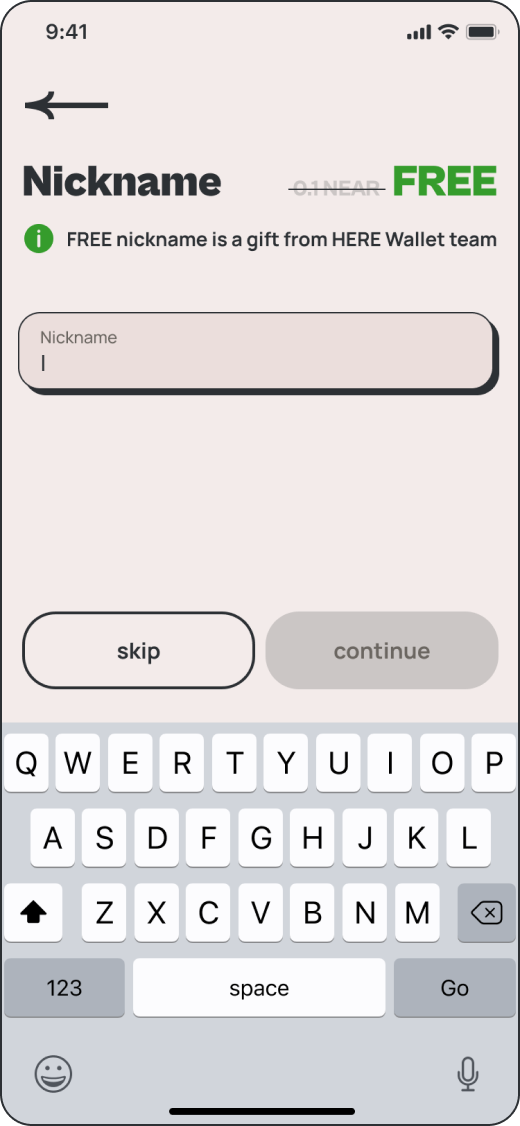 9:41
Nickname 0.1 NEAR FREE
i FREE nickname is a gift from HERE Wallet team
Nickname
skip continue
Q W E R T Y U I O P
A S D F G H J K L
Z X C V B N M
123 space Go